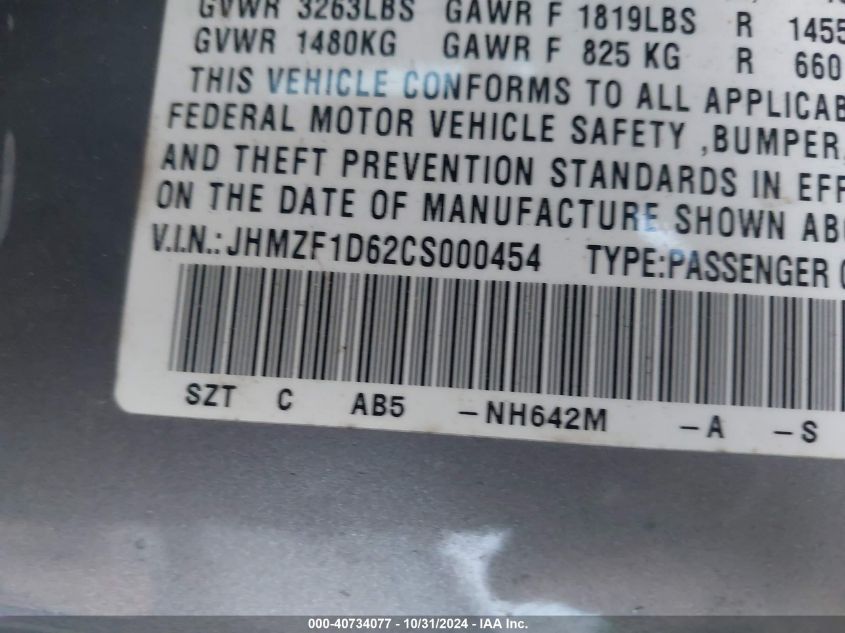 GVWR 3263LBS GAWR F 1819LBS R 1455
GVWR 1480KG GAWR F 825 KG R 660
THIS VEHICLE CONFORMS TO ALL APPLICAB
FEDERAL MOTOR VEHICLE SAFETY ,BUMPER,
AND THEFT PREVENTION STANDARDS IN EFF
ON THE DATE OF MANUFACTURE SHOWN ABO
V.I.N.: JHMZF1D62CS000454 TYPE:PASSENGER
SZT C AB5 -NH642M -A -S
000-40734077 - 10/31/2024 - IAA Inc.